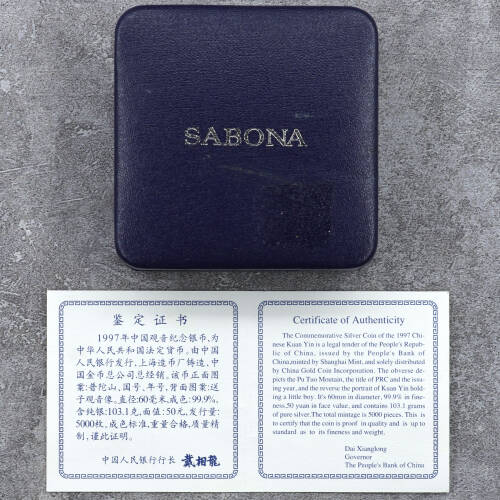 SABONA
鉴定证书
1997年中国观音纪念银币,为
中华人民共和国法定货币,由中国
人民银行发行,上海造币厂铸造,中
国金币总公司总经销,该币正面图
案:普陀山,国号,年号,背面图案:送
子观音像,直径:60毫米,成色:99.9%,
含纯银:103.1克,面值:50元,发行量:
5000枚,成色标准,重量合格,质量精
制,谨此证明。
中国人民银行行长 戴相龙
Certificate of Authenticity
The Commemorative Silver Coin of the 1997 Chi-
nese Kuan Yin is a legal tender of the People's Repub-
lic of China, issued by the People's Bank of
China,minted by Shanghai Mint, and solely distributed
by China Gold Coin Incorporation. The obverse de-
picts the Pu Tao Mountan, the title of PRC and the issu-
ing year,and the reverse the portrait of Kuan Yin hold-
ing a little boy. It's 60mm in diameter, 99.9% in fine-
ness,50 yuan in face value, and contains 103.1 grams
of pure silver.The total mintage is 5000 pieces. This is
to certify that the coin is proof in quality and is up to
standard as to its fineness and weight.
Dai Xianglong
Governor
The People's Bank of China